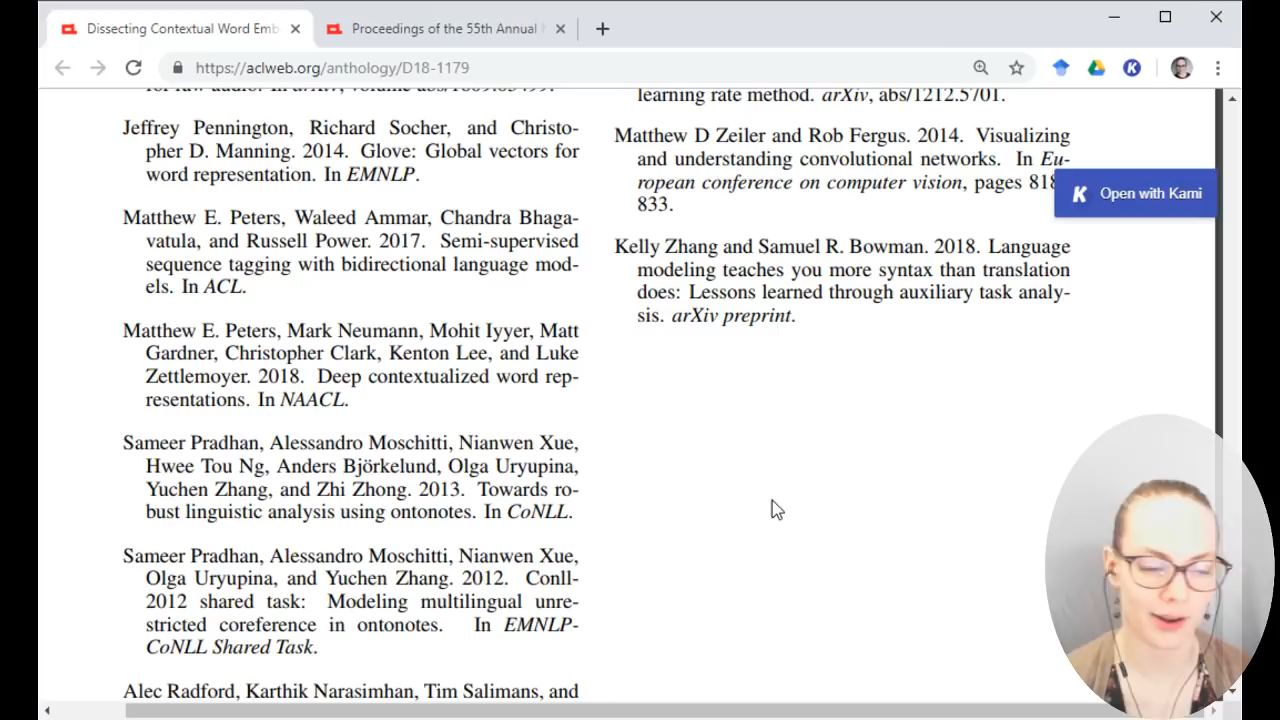 Dissecting Contextual Word Emb
Proceedings of the 55th Annual
https://aclweb.org/anthology/D18-1179
for raw audio. In arXiv, volume abs/1609.03499.
Jeffrey Pennington, Richard Socher, and Christo-
pher D. Manning. 2014. Glove: Global vectors for
word representation. In EMNLP.
Matthew E. Peters, Waleed Ammar, Chandra Bhaga-
vatula, and Russell Power. 2017. Semi-supervised
sequence tagging with bidirectional language mod-
els. In ACL.
Matthew E. Peters, Mark Neumann, Mohit Iyyer, Matt
Gardner, Christopher Clark, Kenton Lee, and Luke
Zettlemoyer. 2018. Deep contextualized word rep-
resentations. In NAACL.
Sameer Pradhan, Alessandro Moschitti, Nianwen Xue,
Hwee Tou Ng, Anders Björkelund, Olga Uryupina,
Yuchen Zhang, and Zhi Zhong. 2013. Towards ro-
bust linguistic analysis using ontonotes. In CoNLL.
Sameer Pradhan, Alessandro Moschitti, Nianwen Xue,
Olga Uryupina, and Yuchen Zhang. 2012. Conll-
2012 shared task: Modeling multilingual unre-
stricted coreference in ontonotes. In EMNLP-
CoNLL Shared Task.
Alec Radford, Karthik Narasimhan, Tim Salimans, and
learning rate method. arXiv, abs/1212.5701.
Matthew D Zeiler and Rob Fergus. 2014. Visualizing
and understanding convolutional networks. In Eu-
ropean conference on computer vision, pages 818
833.
Kelly Zhang and Samuel R. Bowman. 2018. Language
modeling teaches you more syntax than translation
does: Lessons learned through auxiliary task analy-
sis. arXiv preprint.
K Open with Kami